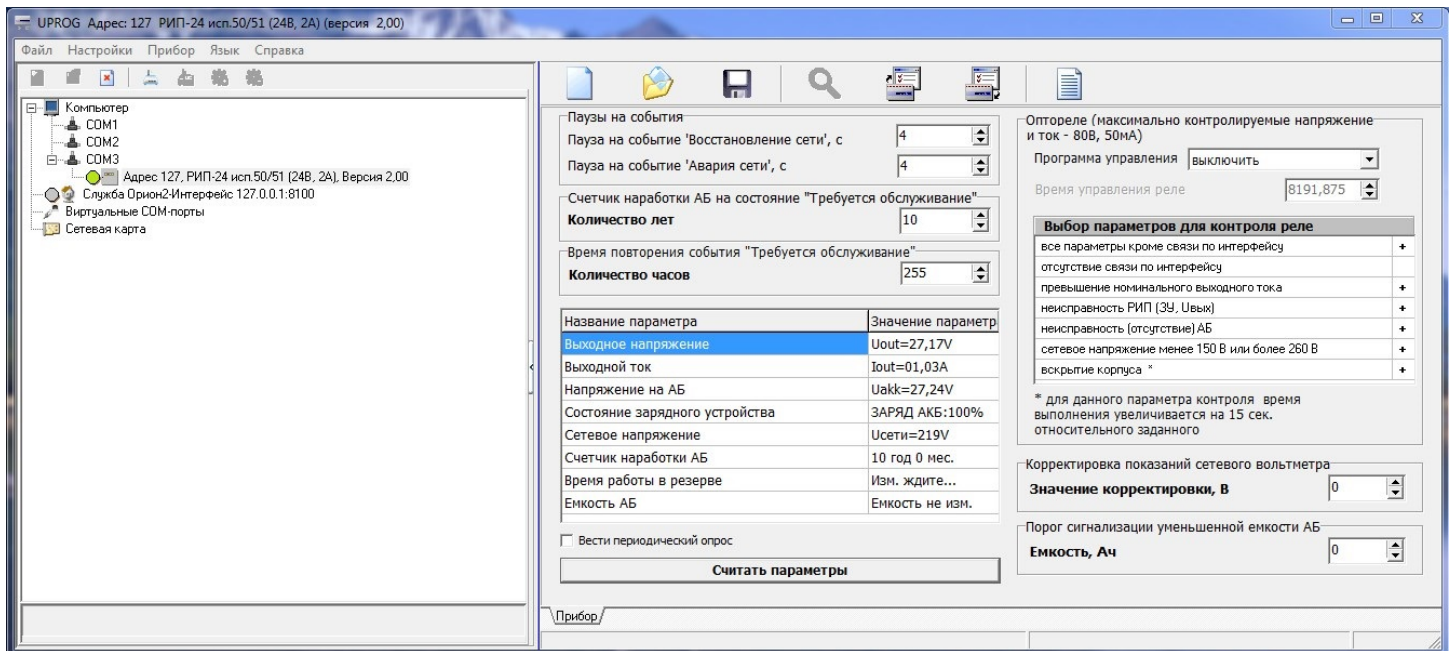 UPROG Адрес: 127 РИП-24 исп.50/51 (24В, 2А) (версия 2,00)
Файл Настройки Прибор Язык Справка
Компьютер
COM1
COM2
COM3
Адрес 127, РИП-24 исп.50/51 (24В, 2А), Версия 2,00
Служба Орион2-Интерфейс 127.0.0.1:8100
Виртуальные COM-порты
Сетевая карта
Паузы на события
Пауза на событие 'Восстановление сети', с 4
Пауза на событие 'Авария сети', с 4
Счетчик наработки АБ на состояние "Требуется обслуживание"
Количество лет 10
Время повторения события "Требуется обслуживание"
Количество часов 255
Название параметра Значение параметр
Выходное напряжение Uout=27,17V
Выходной ток Iout=01,03A
Напряжение на АБ Uakk=27,24V
Состояние зарядного устройства ЗАРЯД АКБ:100%
Сетевое напряжение Uсети=219V
Счетчик наработки АБ 10 год 0 мес.
Время работы в резерве Изм. ждите...
Емкость АБ Емкость не изм.
Вести периодический опрос
Считать параметры
Прибор
Оптореле (максимально контролируемые напряжение
и ток - 80В, 50мА)
Программа управления выключить
Время управления реле 8191,875
Выбор параметров для контроля реле
все параметры кроме связи по интерфейсу +
отсутствие связи по интерфейсу
превышение номинального выходного тока +
неисправность РИП (ЗУ, Uвых) +
неисправность (отсутствие) АБ +
сетевое напряжение менее 150 В или более 260 В +
вскрытие корпуса * +
* для данного параметра контроля время
выполнения увеличивается на 15 сек.
относительного заданного
Корректировка показаний сетевого вольтметра
Значение корректировки, В 0
Порог сигнализации уменьшенной емкости АБ
Емкость, Ач 0